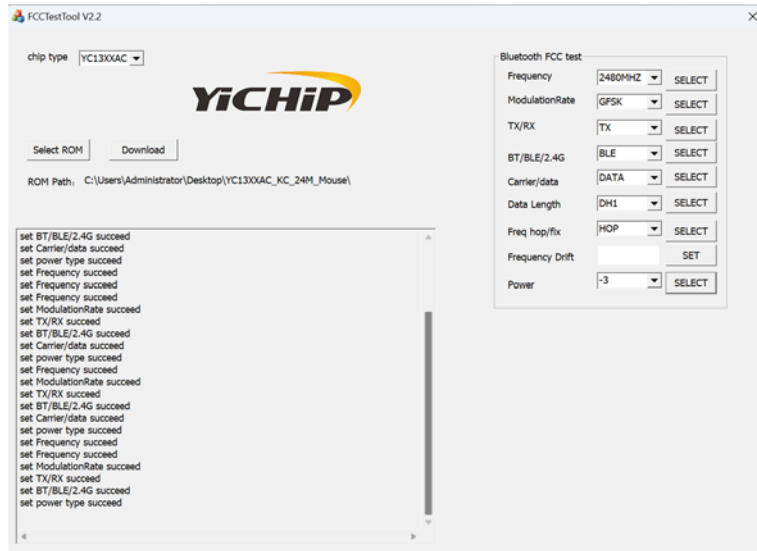 FCCTestTool V2.2
chip type YC13XXAC
YiCHiP
Select ROM Download
ROM Path: C:\Users\Administrator\Desktop\YC13XXAC_KC_24M_Mouse\
set BT/BLE/2.4G succeed
set Carrier/data succeed
set power type succeed
set Frequency succeed
set Frequency succeed
set Frequency succeed
set ModulationRate succeed
set TX/RX succeed
set BT/BLE/2.4G succeed
set Carrier/data succeed
set power type succeed
set Frequency succeed
set ModulationRate succeed
set TX/RX succeed
set BT/BLE/2.4G succeed
set Carrier/data succeed
set power type succeed
set Frequency succeed
set Frequency succeed
set ModulationRate succeed
set TX/RX succeed
set BT/BLE/2.4G succeed
set power type succeed
Bluetooth FCC test
Frequency 2480MHZ SELECT
ModulationRate GFSK SELECT
TX/RX TX SELECT
BT/BLE/2.4G BLE SELECT
Carrier/data DATA SELECT
Data Length DH1 SELECT
Freq hop/fix HOP SELECT
Frequency Drift SET
Power -3 SELECT